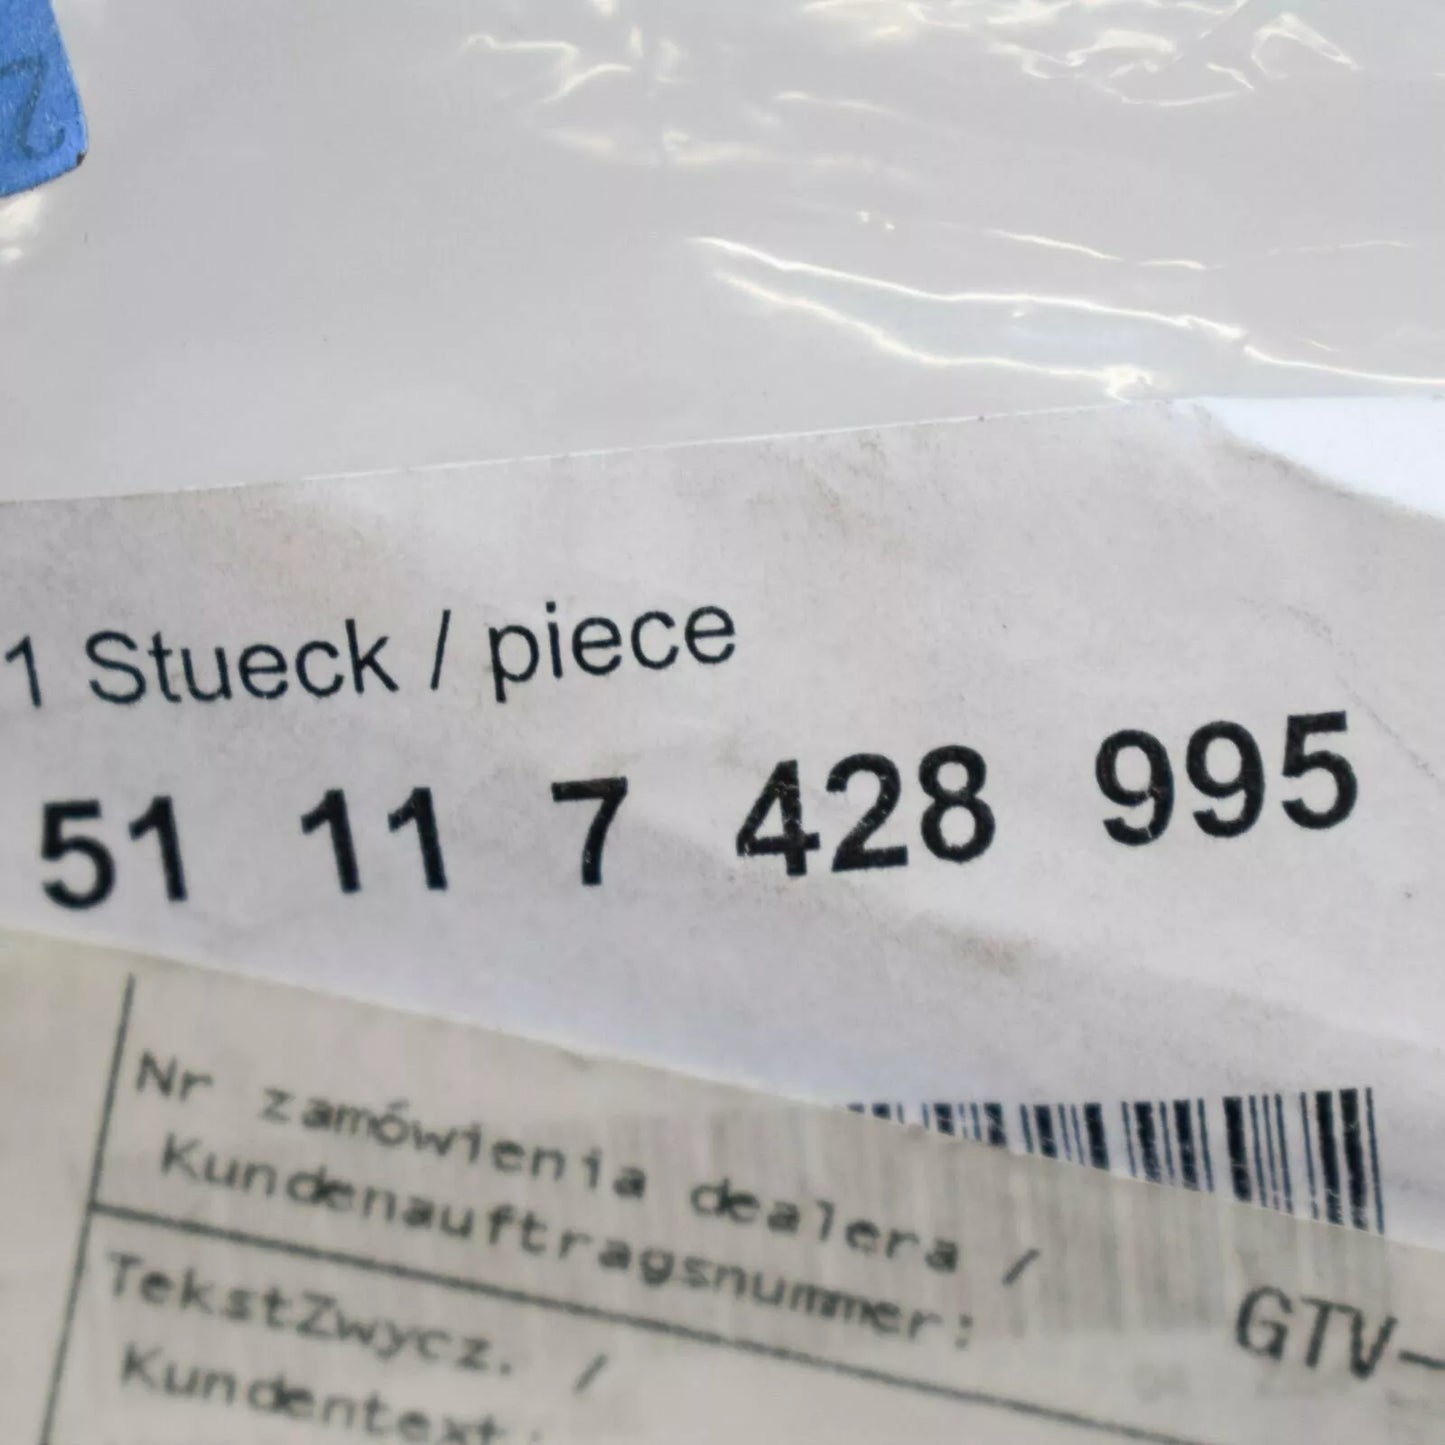 1 Stueck / piece
51 11 7 428 995
Nr zamówienia dealera /
Kundenauftragsnummer:
GTV-
TekstZwycz. /
Kundentext: